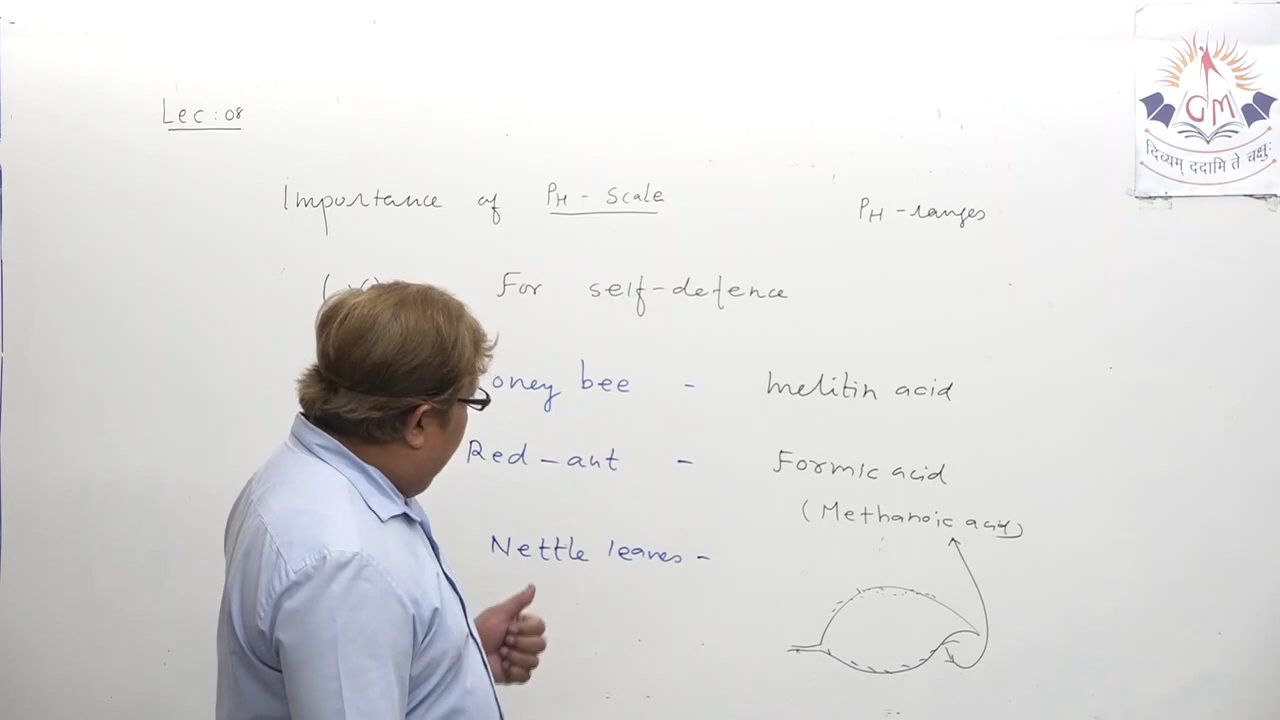 Lec : 08
GM
दिव्यम् ददामि ते चक्षुः
Importance of PH - Scale
PH - ranges
For self-defence
oney bee - Melitin acid
Red - ant - Formic acid
(Methanoic acid)
Nettle leaves -